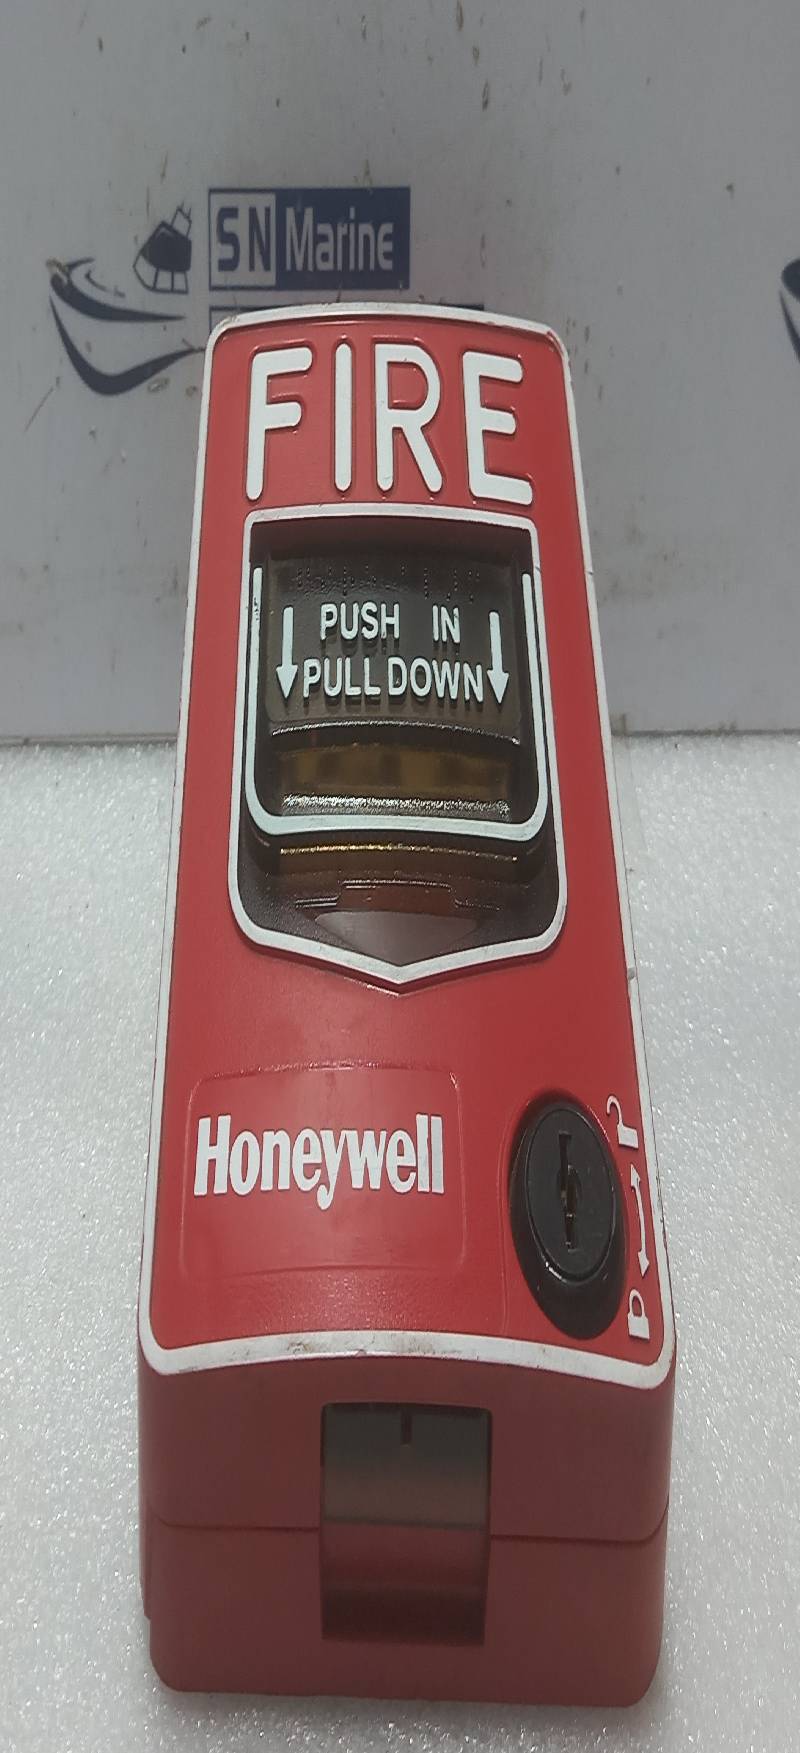 SN Marine
FIRE
PUSH IN
PULL DOWN
Honeywell